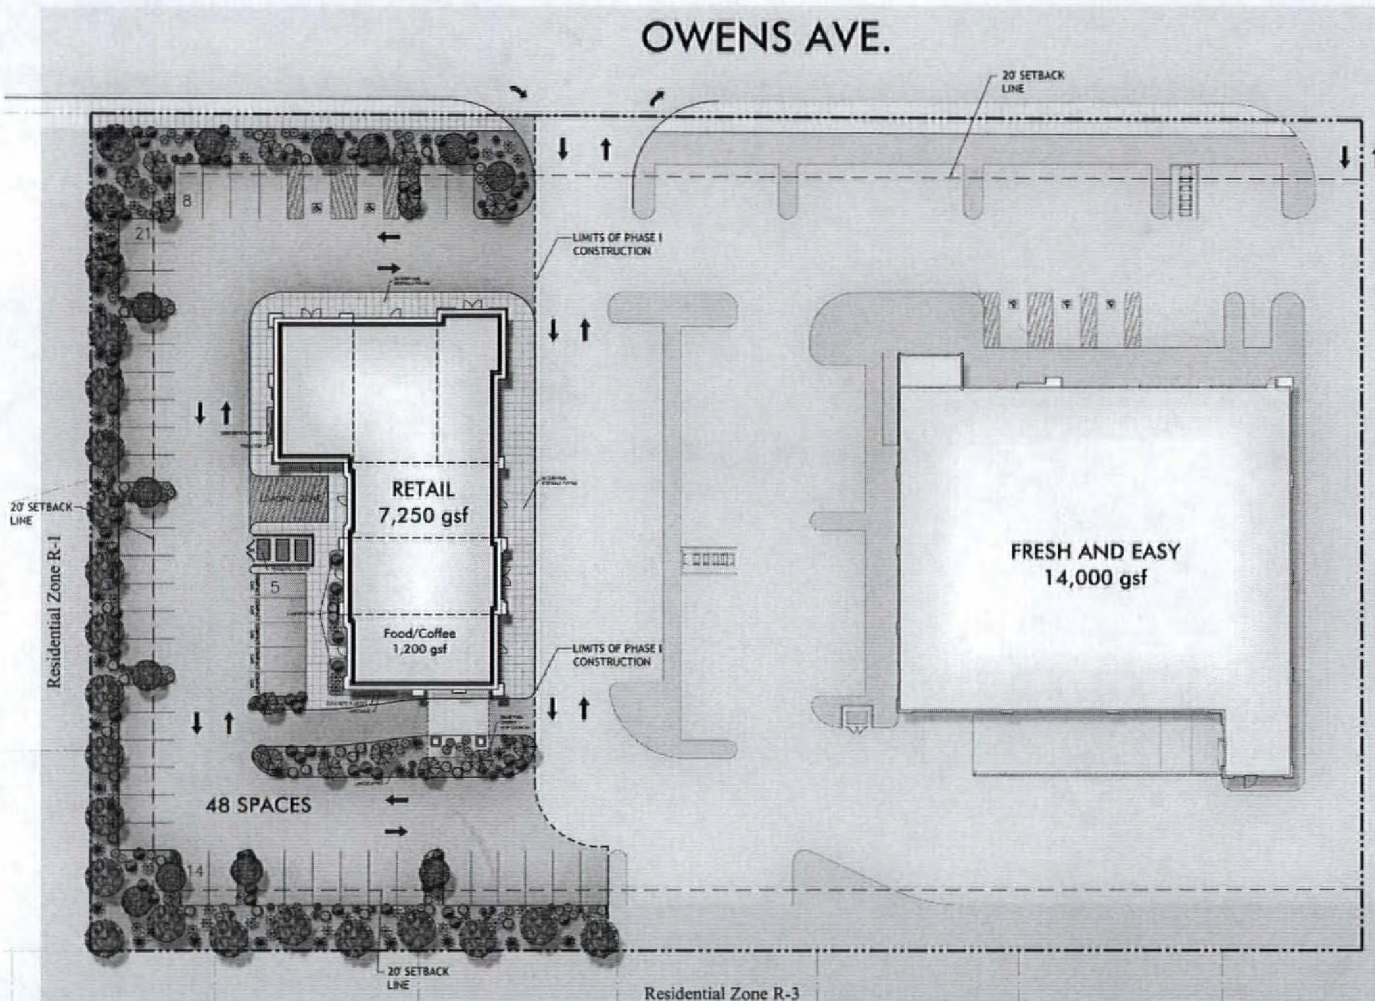 OWENS AVE.
20' SETBACK
LINE
8
21
LIMITS OF PHASE I
CONSTRUCTION
RETAIL
7,250 gsf
LOADING ZONE
20' SETBACK
LINE
Residential Zone R-1
5
FRESH AND EASY
14,000 gsf
Food/Coffee
1,200 gsf
LIMITS OF PHASE I
CONSTRUCTION
48 SPACES
14
20' SETBACK
LINE
Residential Zone R-3